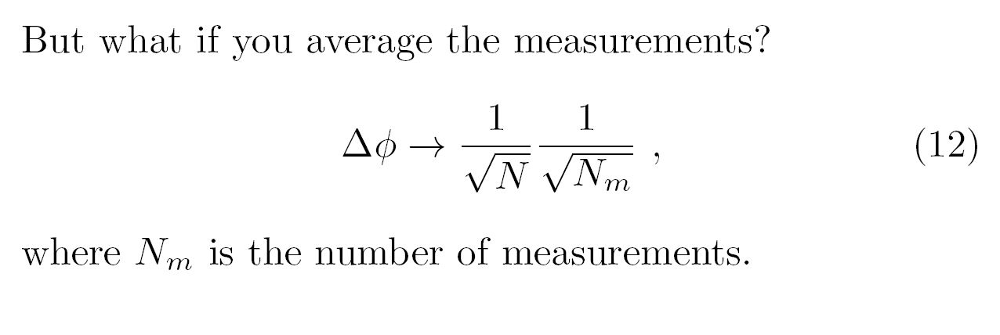 But what if you average the measurements?
Δϕ → 1/√N 1/√N_m , (12)
where N_m is the number of measurements.